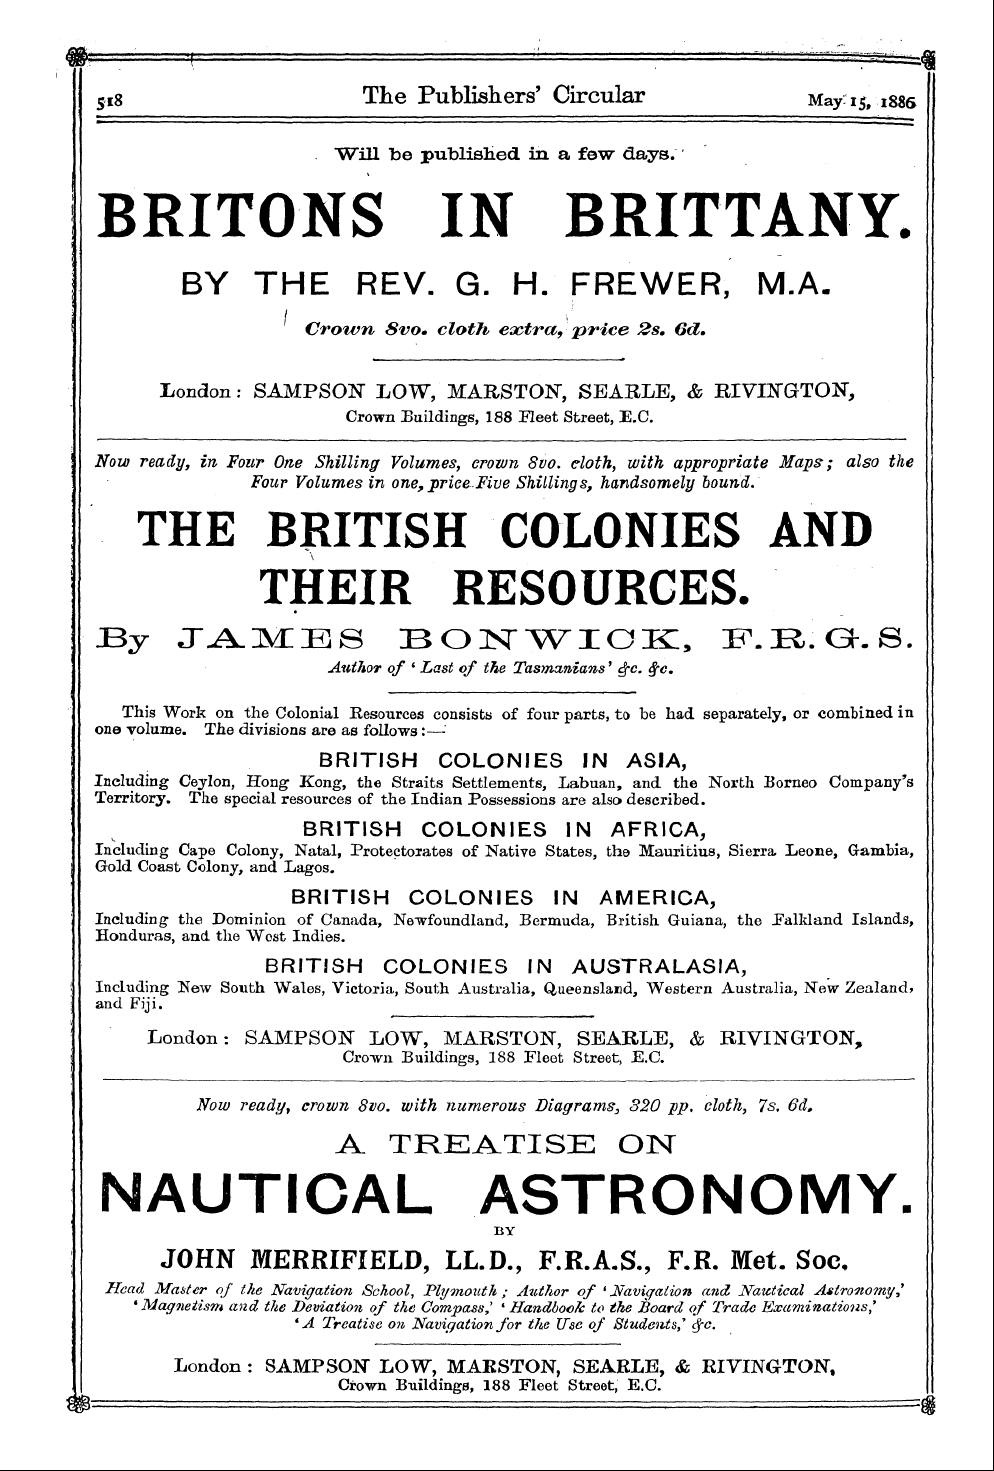 518
The Publishers' Circular
May 15, 1886
Will be published in a few days.
BRITONS IN BRITTANY.
BY THE REV. G. H. FREWER, M.A.
Crown 8vo. cloth extra, price 2s. 6d.
London: SAMPSON LOW, MARSTON, SEARLE, & RIVINGTON,
Crown Buildings, 188 Fleet Street, E.C.
Now ready, in Four One Shilling Volumes, crown 8vo. cloth, with appropriate Maps; also the
Four Volumes in one, price Five Shillings, handsomely bound.
THE BRITISH COLONIES AND
THEIR RESOURCES.
By JAMES BONWICK, F.R.G.S.
Author of 'Last of the Tasmanians' &c. &c.
This Work on the Colonial Resources consists of four parts, to be had separately, or combined in
one volume. The divisions are as follows:—
BRITISH COLONIES IN ASIA,
Including Ceylon, Hong Kong, the Straits Settlements, Labuan, and the North Borneo Company's
Territory. The special resources of the Indian Possessions are also described.
BRITISH COLONIES IN AFRICA,
Including Cape Colony, Natal, Protectorates of Native States, the Mauritius, Sierra Leone, Gambia,
Gold Coast Colony, and Lagos.
BRITISH COLONIES IN AMERICA,
Including the Dominion of Canada, Newfoundland, Bermuda, British Guiana, the Falkland Islands,
Honduras, and the West Indies.
BRITISH COLONIES IN AUSTRALASIA,
Including New South Wales, Victoria, South Australia, Queensland, Western Australia, New Zealand,
and Fiji.
London: SAMPSON LOW, MARSTON, SEARLE, & RIVINGTON,
Crown Buildings, 188 Fleet Street, E.C.
Now ready, crown 8vo. with numerous Diagrams, 320 pp. cloth, 7s. 6d.
A TREATISE ON
NAUTICAL ASTRONOMY.
BY
JOHN MERRIFIELD, LL.D., F.R.A.S., F.R. Met. Soc.
Head Master of the Navigation School, Plymouth; Author of 'Navigation and Nautical Astronomy,'
'Magnetism and the Deviation of the Compass,' 'Handbook to the Board of Trade Examinations,'
'A Treatise on Navigation for the Use of Students,' &c.
London: SAMPSON LOW, MARSTON, SEARLE, & RIVINGTON,
Crown Buildings, 188 Fleet Street, E.C.